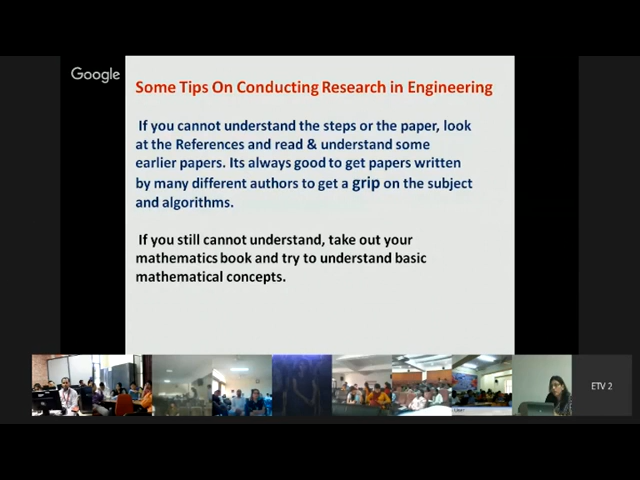 Google
Some Tips On Conducting Research in Engineering
If you cannot understand the steps or the paper, look
at the References and read & understand some
earlier papers. Its always good to get papers written
by many different authors to get a grip on the subject
and algorithms.
If you still cannot understand, take out your
mathematics book and try to understand basic
mathematical concepts.
ETV 2